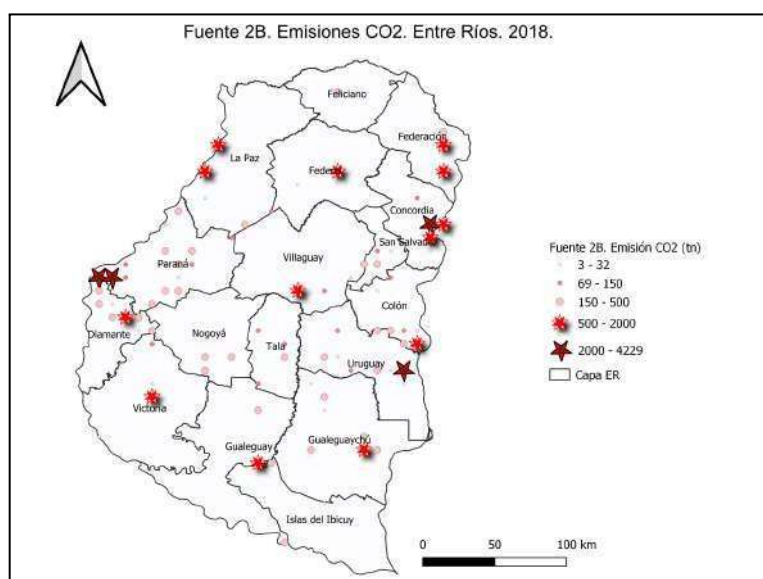 Fuente 2B. Emisiones CO2. Entre Ríos. 2018.
Feliciano
Federación
La Paz
Federal
Concordia
San Salvador
Paraná
Villaguay
Colón
Diamante
Nogoyá
Tala
Uruguay
Victoria
Gualeguay
Gualeguaychú
Islas del Ibicuy
Fuente 2B. Emisión CO2 (tn)
3 - 32
69 - 150
150 - 500
500 - 2000
2000 - 4229
Capa ER
0 50 100 km